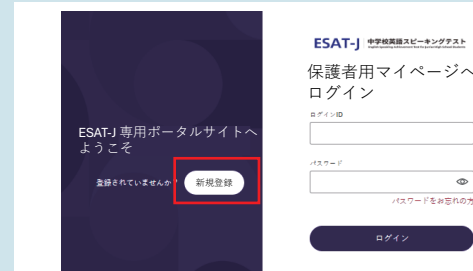 ESAT-J 専用ポータルサイトへ
ようこそ
登録されていませんか？
新規登録
ESAT-J 中学校英語スピーキングテスト
保護者用マイページへ
ログイン
ログインID
パスワード
パスワードをお忘れの方
ログイン